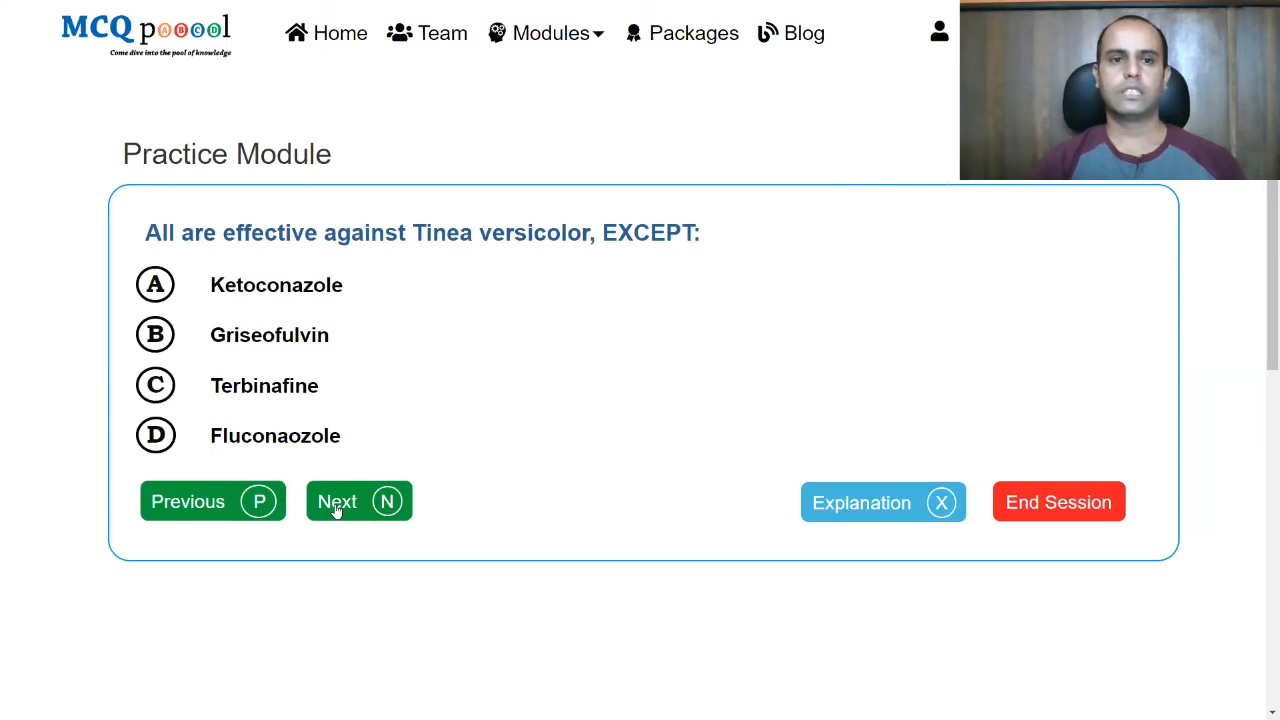 MCQ pooool
A B C D
Come dive into the pool of knowledge
Home Team Modules Packages Blog
Practice Module
All are effective against Tinea versicolor, EXCEPT:
A Ketoconazole
B Griseofulvin
C Terbinafine
D Fluconaozole
Previous P Next N Explanation X End Session